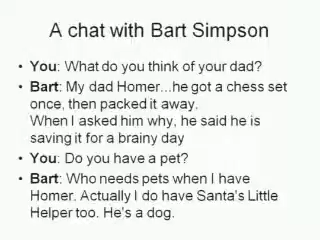 A chat with Bart Simpson
• You: What do you think of your dad?
• Bart: My dad Homer...he got a chess set
once, then packed it away.
When I asked him why, he said he is
saving it for a brainy day
• You: Do you have a pet?
• Bart: Who needs pets when I have
Homer. Actually I do have Santa's Little
Helper too. He's a dog.